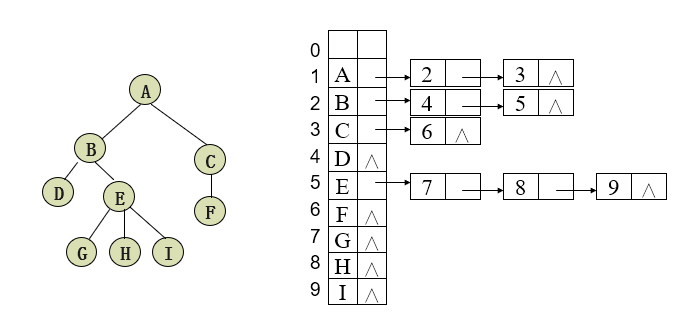 A
B
C
D
E
F
G
H
I
0
1 A 2 3 ∧
2 B 4 5 ∧
3 C 6 ∧
4 D ∧
5 E 7 8 9 ∧
6 F ∧
7 G ∧
8 H ∧
9 I ∧